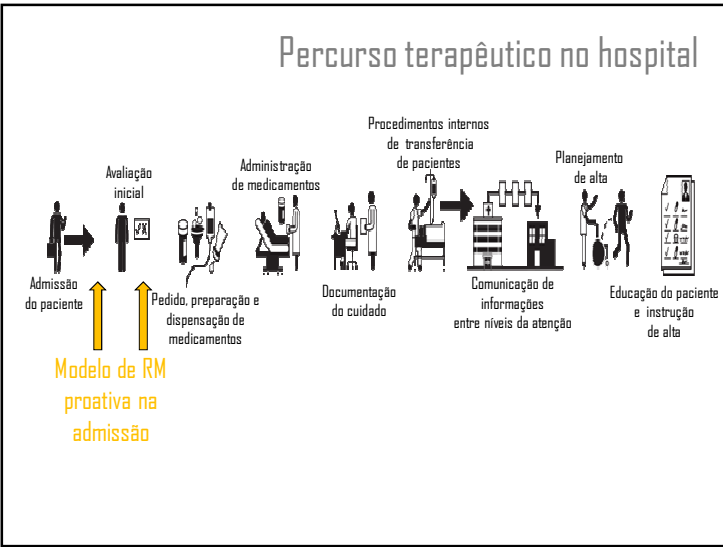 Percurso terapêutico no hospital
Admissão
do paciente
Avaliação
inicial
Pedido, preparação e
dispensação de
medicamentos
Administração
de medicamentos
Documentação
do cuidado
Procedimentos internos
de transferência
de pacientes
Comunicação de
informações
entre níveis da atenção
Planejamento
de alta
Educação do paciente
e instrução
de alta
Modelo de RM
proativa na
admissão